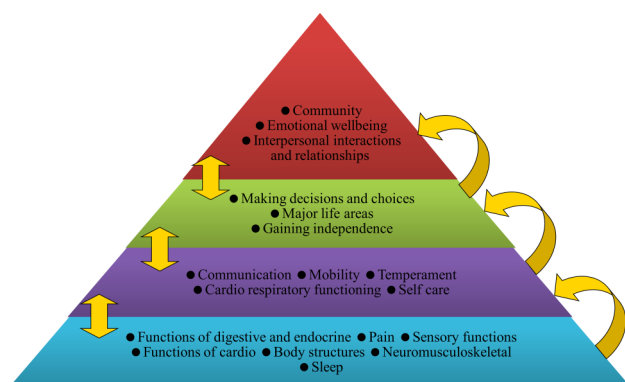 ● Community
● Emotional wellbeing
● Interpersonal interactions
and relationships
● Making decisions and choices
● Major life areas
● Gaining independence
● Communication ● Mobility ● Temperament
● Cardio respiratory functioning ● Self care
● Functions of digestive and endocrine ● Pain ● Sensory functions
● Functions of cardio ● Body structures ● Neuromusculoskeletal
● Sleep